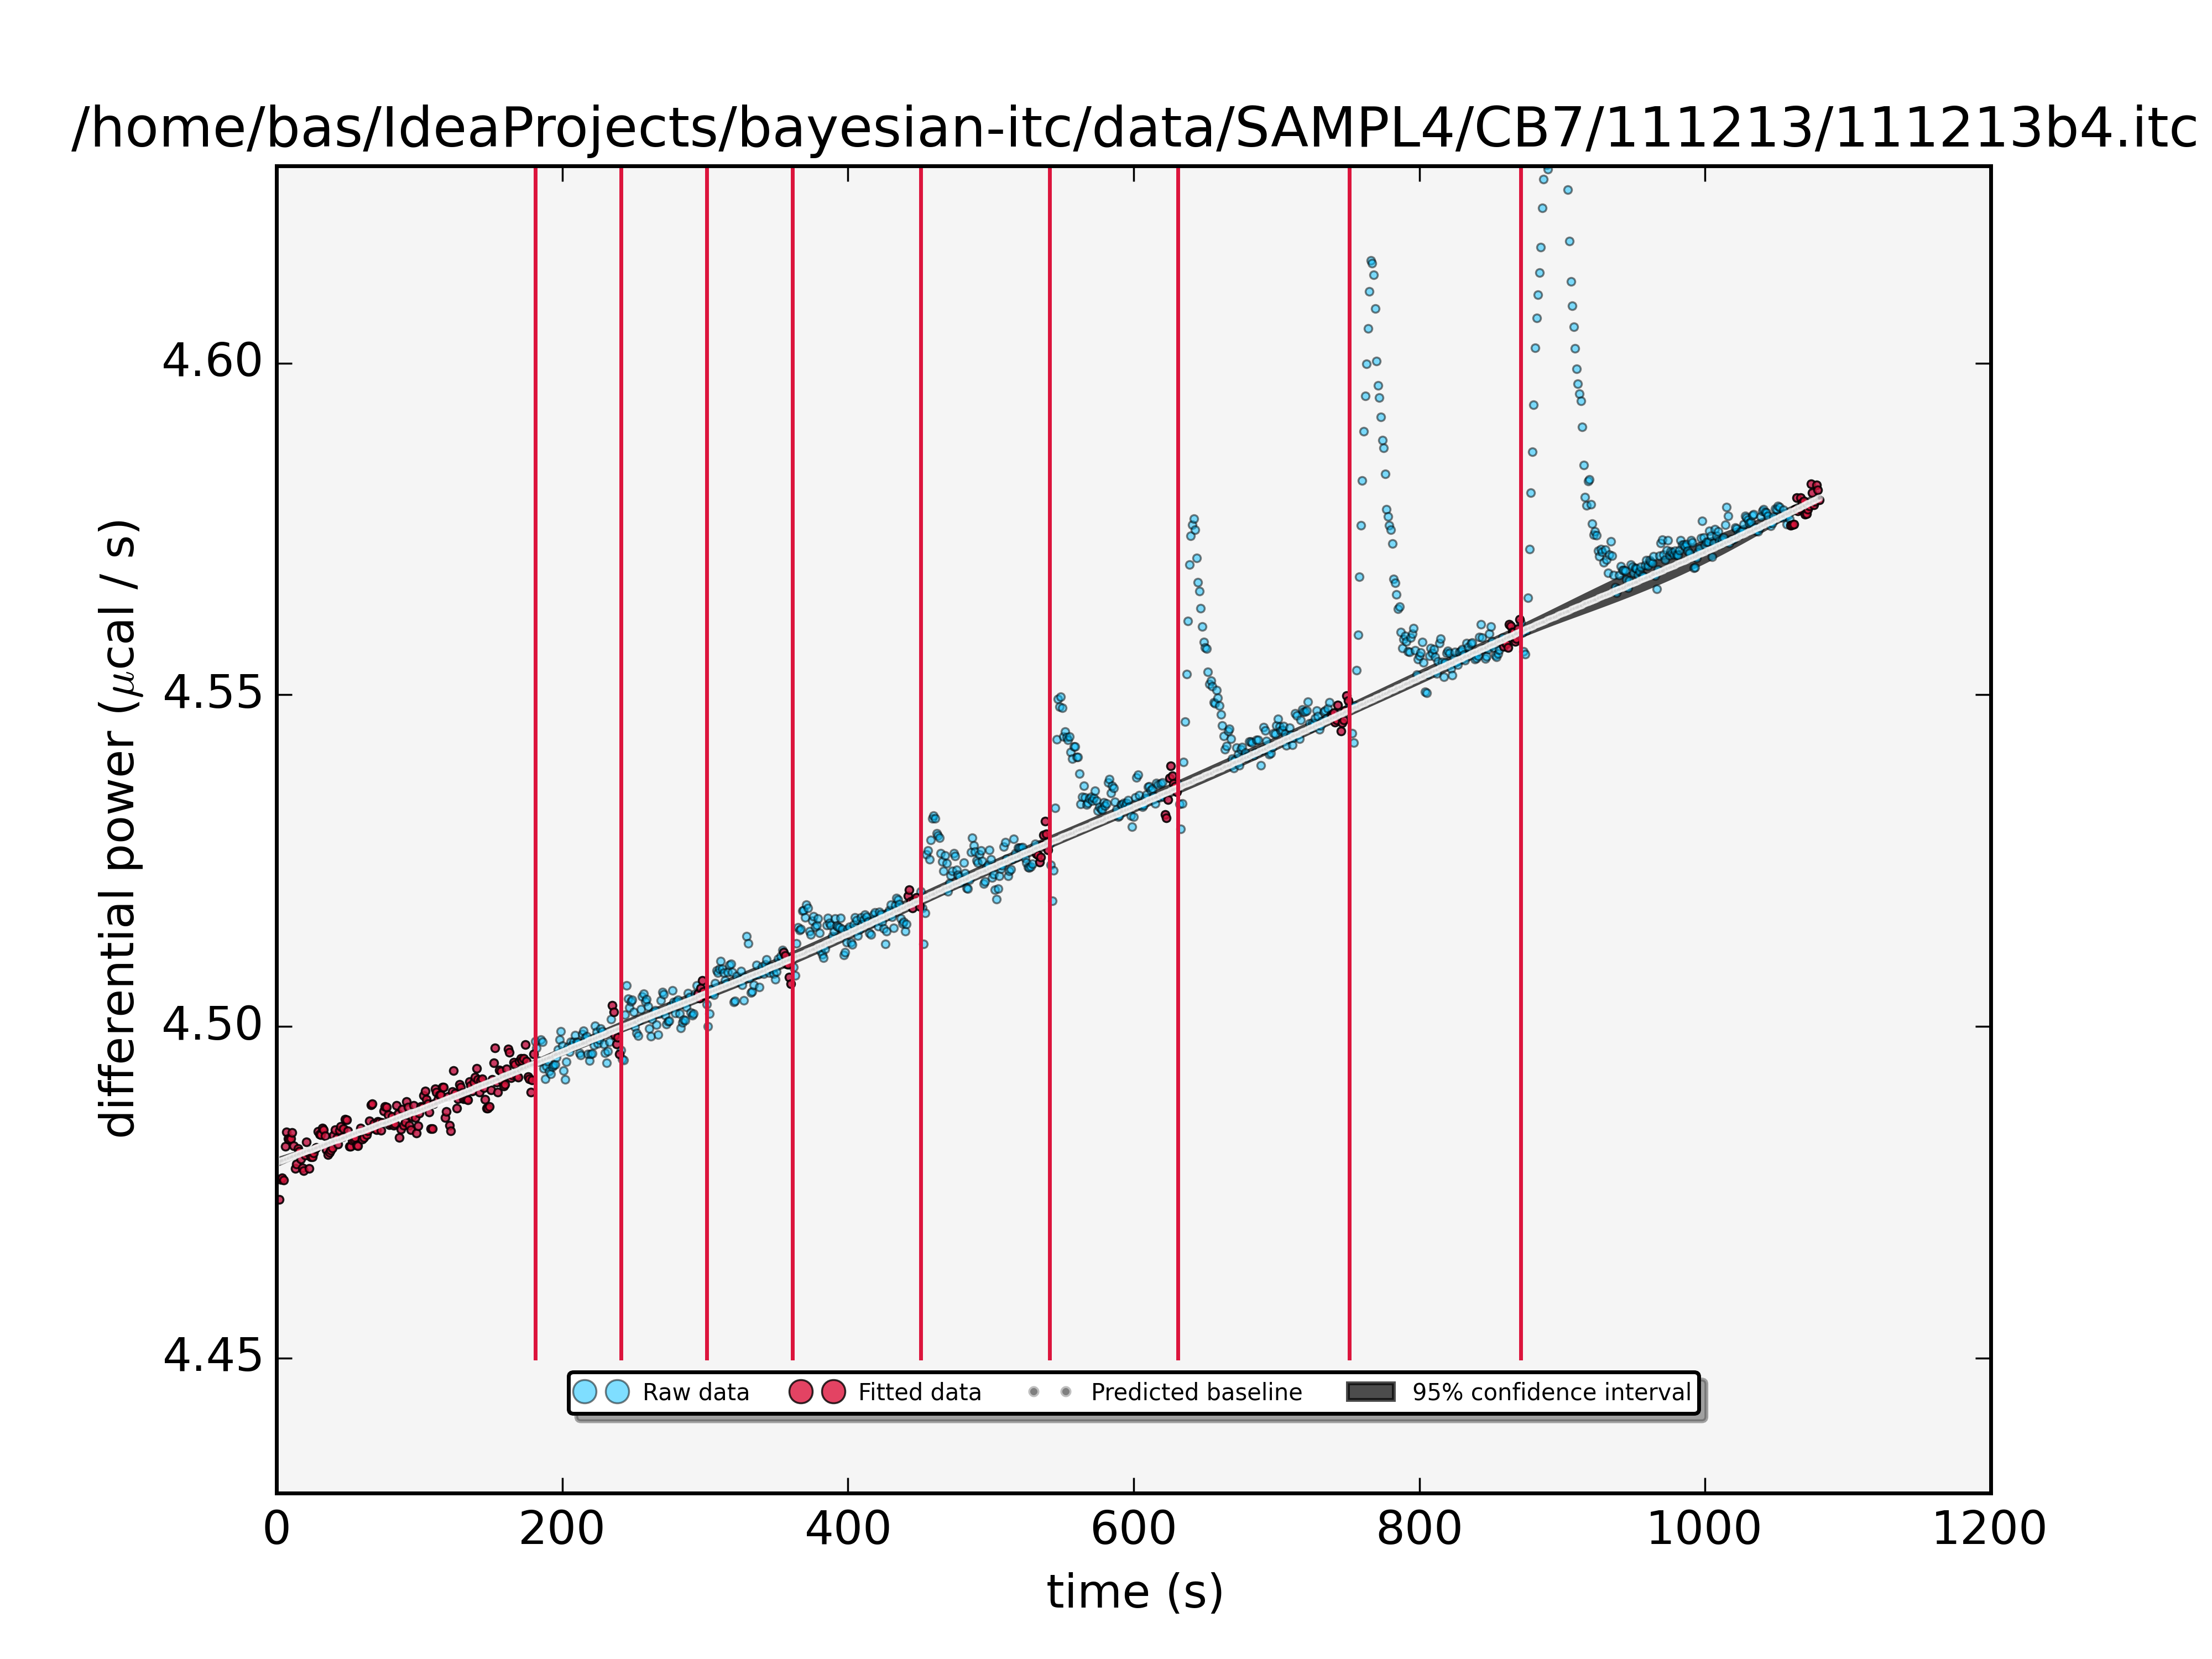 /home/bas/IdeaProjects/bayesian-itc/data/SAMPL4/CB7/111213/111213b4.itc
differential power (μcal / s)
4.60
4.55
4.50
4.45
Raw data Fitted data Predicted baseline 95% confidence interval
0 200 400 600 800 1000 1200
time (s)